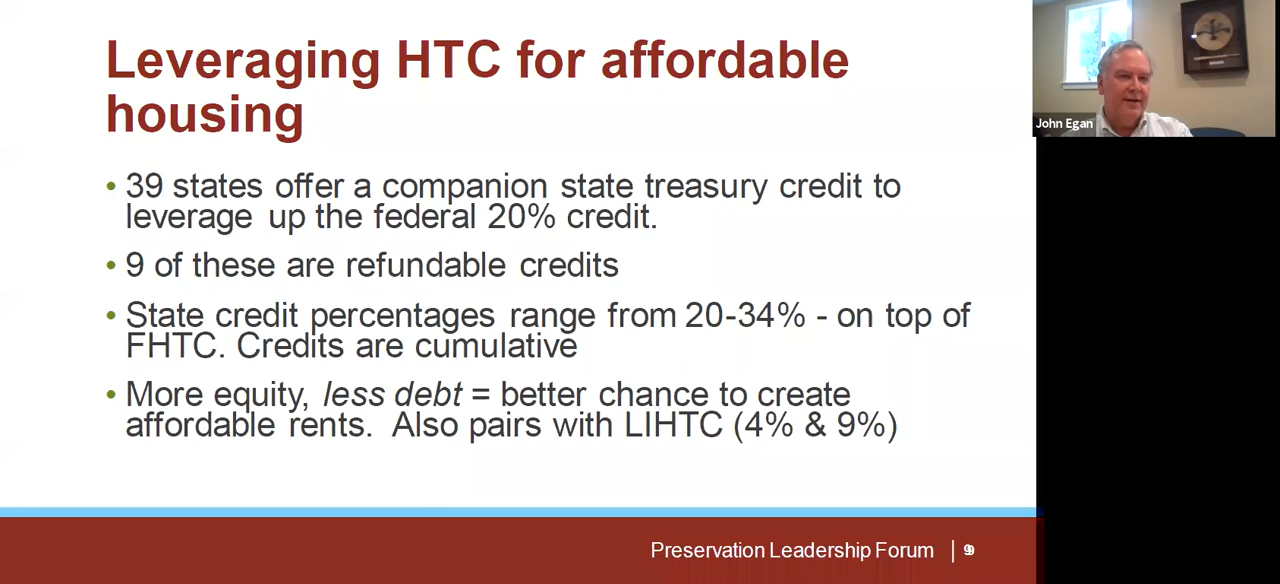 Leveraging HTC for affordable
housing
• 39 states offer a companion state treasury credit to
leverage up the federal 20% credit.
• 9 of these are refundable credits
• State credit percentages range from 20-34% - on top of
FHTC. Credits are cumulative
• More equity, less debt = better chance to create
affordable rents. Also pairs with LIHTC (4% & 9%)
Preservation Leadership Forum | 9
John Egan